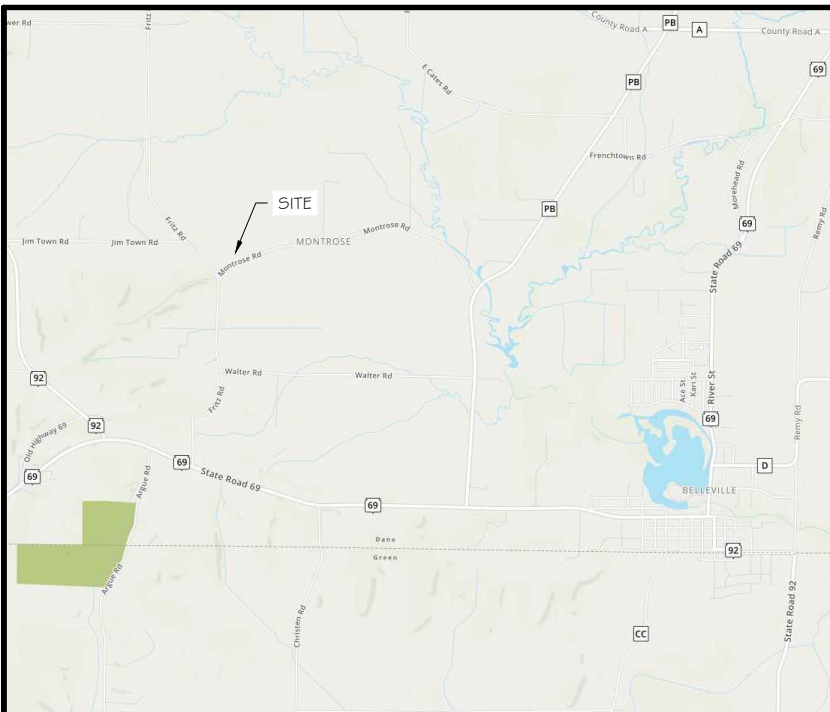 wer Rd
Fritz
County Road A
PB
A
County Road A
69
PB
E Cates Rd
Frenchtown Rd
Morehead Rd
SITE
PB
Fritz Rd
Remy Rd
69
Montrose Rd
MONTROSE
Jim Town Rd
Jim Town Rd
Montrose Rd
State Road 69
Walter Rd
Walter Rd
92
Ace St
Kari St
River St
Fritz Rd
69
Remy Rd
92
Old Highway 69
69
69
State Road 69
D
Argue Rd
BELLEVILLE
69
Dane
Green
92
Argue Rd
Christen Rd
CC
State Road 92